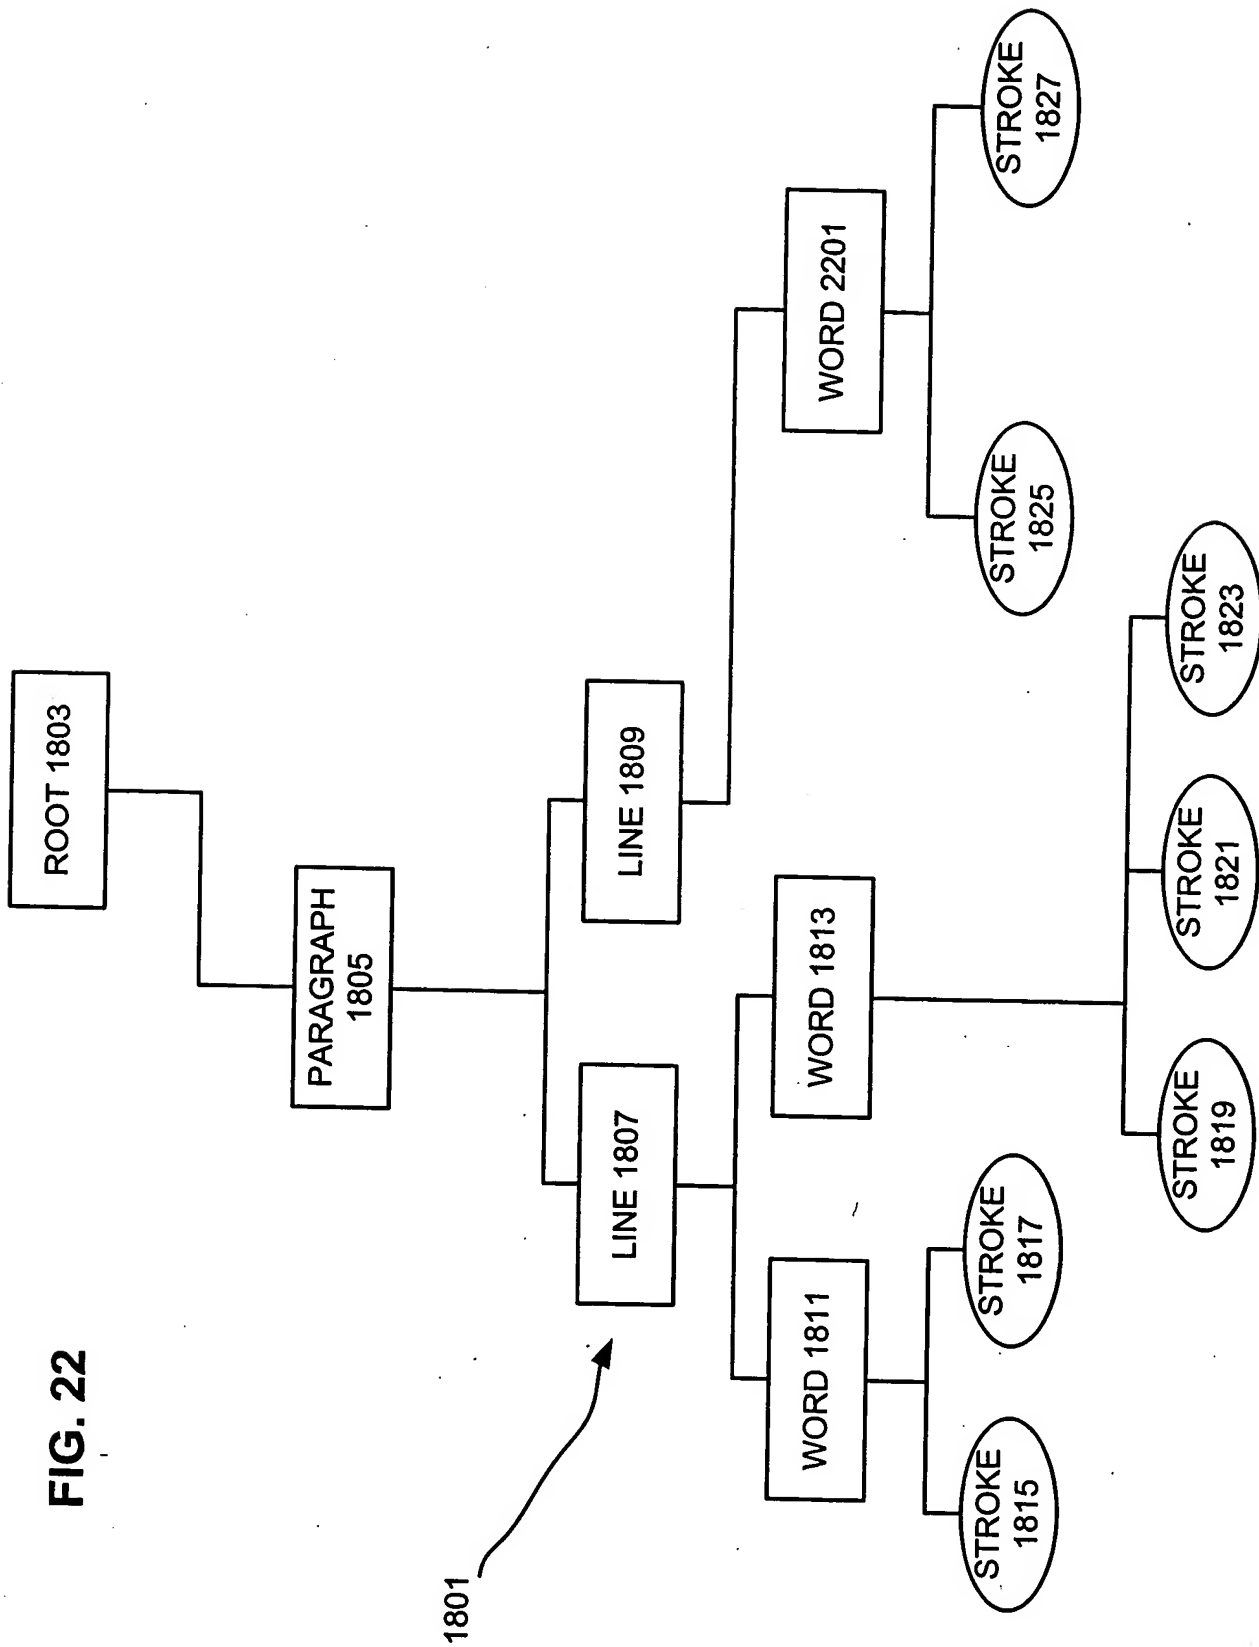 FIG. 22
1801
ROOT 1803
PARAGRAPH
1805
LINE 1807
LINE 1809
WORD 1811
WORD 1813
WORD 2201
STROKE
1815
STROKE
1817
STROKE
1819
STROKE
1821
STROKE
1823
STROKE
1825
STROKE
1827